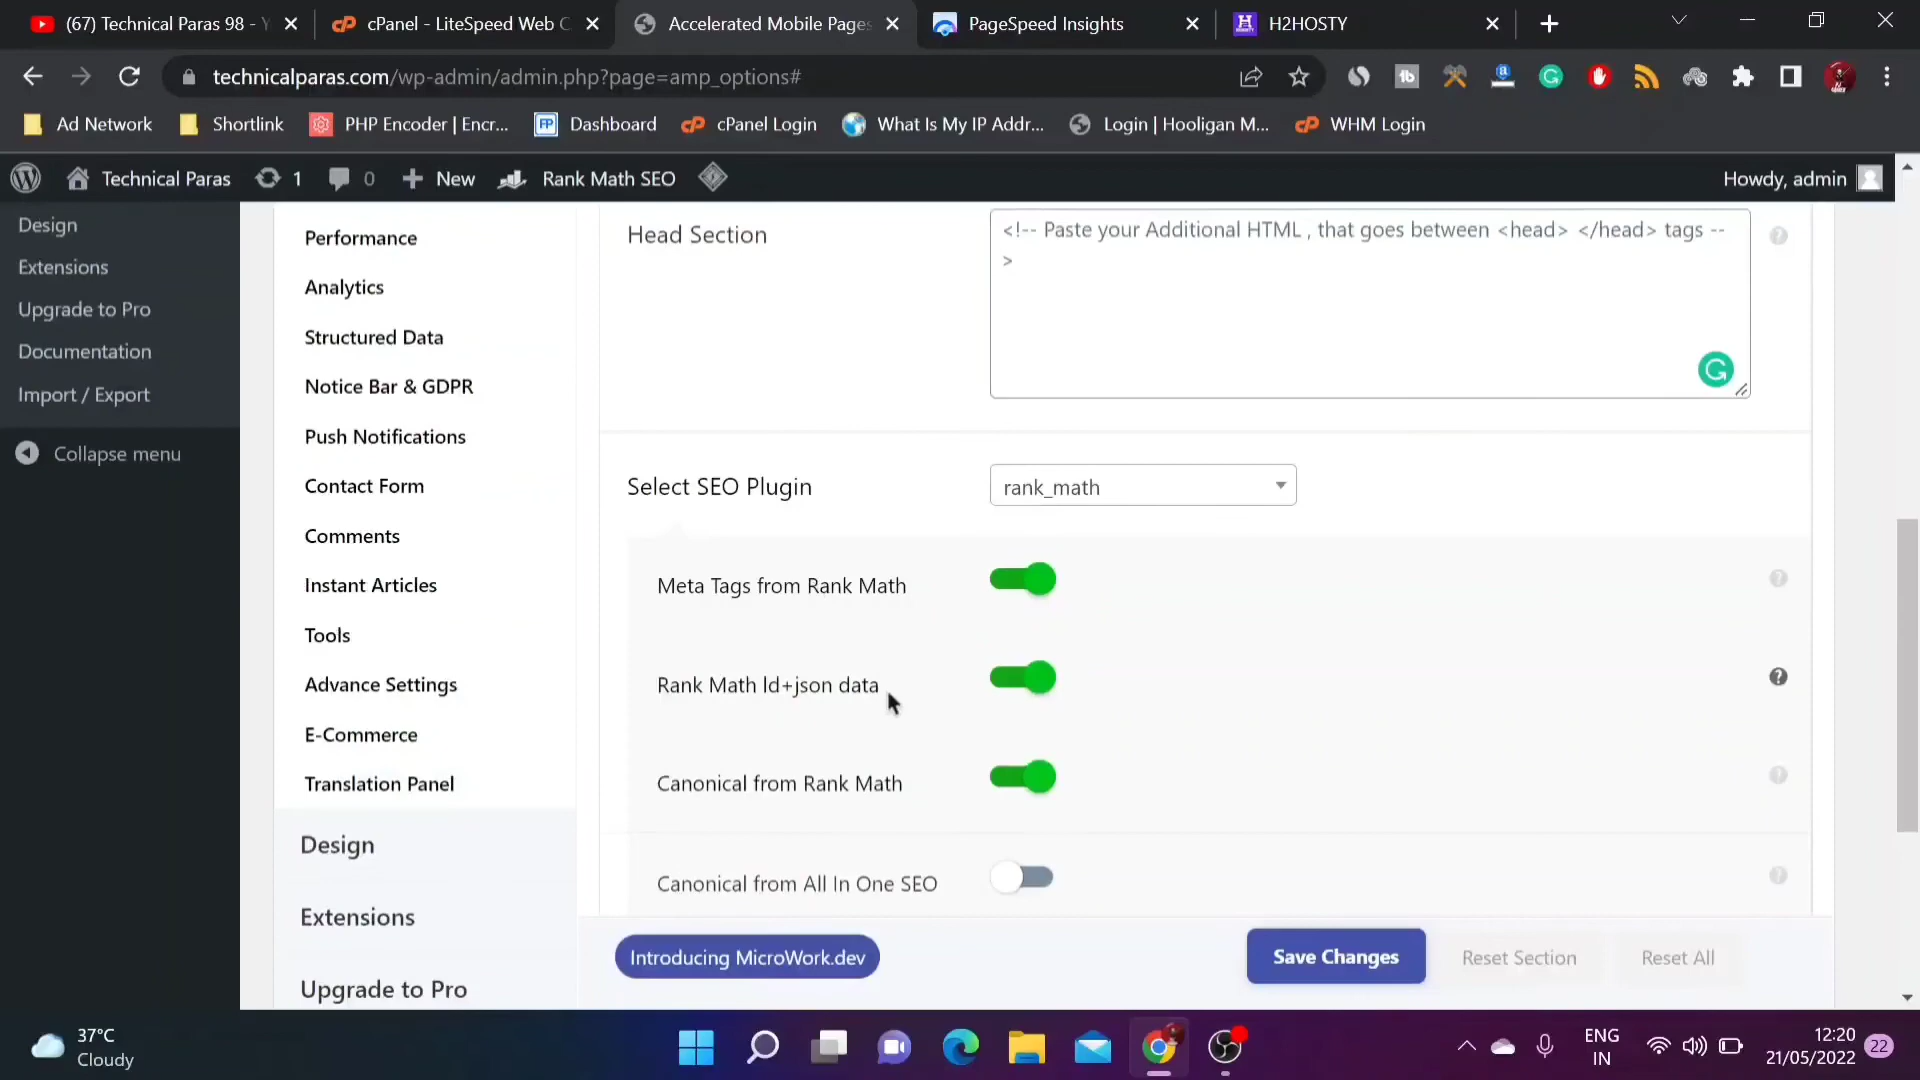 (67) Technical Paras 98 - Y
cPanel - LiteSpeed Web C
Accelerated Mobile Pages
PageSpeed Insights
H2HOSTY
technicalparas.com/wp-admin/admin.php?page=amp_options#
Ad Network
Shortlink
PHP Encoder | Encr...
Dashboard
cPanel Login
What Is My IP Addr...
Login | Hooligan M...
WHM Login
Technical Paras
1
0
New
Rank Math SEO
Howdy, admin
Design
Extensions
Upgrade to Pro
Documentation
Import / Export
Collapse menu
Performance
Analytics
Structured Data
Notice Bar & GDPR
Push Notifications
Contact Form
Comments
Instant Articles
Tools
Advance Settings
E-Commerce
Translation Panel
Design
Extensions
Upgrade to Pro
Head Section
<!-- Paste your Additional HTML , that goes between <head> </head> tags --
>
Select SEO Plugin
rank_math
Meta Tags from Rank Math
Rank Math ld+json data
Canonical from Rank Math
Canonical from All In One SEO
Introducing MicroWork.dev
Save Changes
Reset Section
Reset All
37°C
Cloudy
ENG
IN
12:20
21/05/2022
22